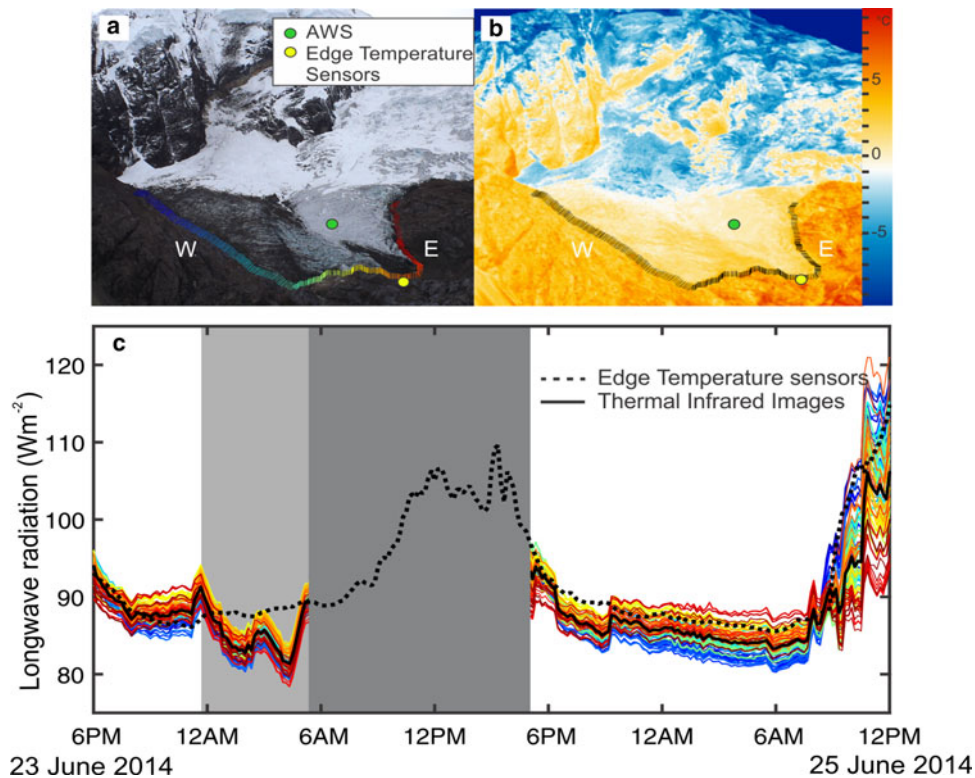 a
AWS
Edge Temperature
Sensors
W
E
b
°C
5
0
-5
W
E
c
Edge Temperature sensors
Thermal Infrared Images
Longwave radiation (Wm⁻²)
120
110
100
90
80
6PM
12AM
6AM
12PM
6PM
12AM
6AM
12PM
23 June 2014
25 June 2014